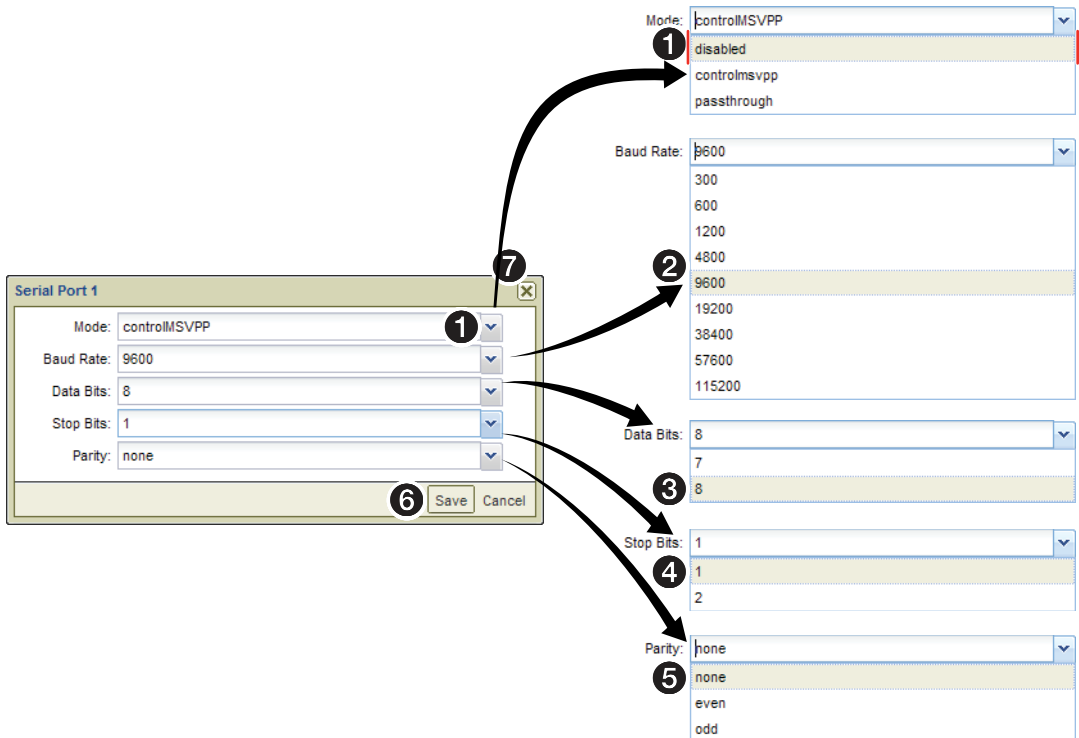 Mode: controlMSVPP
1 disabled
controlmsvpp
passthrough
Baud Rate: 9600
300
600
1200
4800
2 9600
19200
38400
57600
115200
7
Serial Port 1
Mode: controlMSVPP 1
Baud Rate: 9600
Data Bits: 8
Stop Bits: 1
Parity: none
6 Save Cancel
Data Bits: 8
7
3 8
Stop Bits: 1
4 1
2
Parity: none
5 none
even
odd